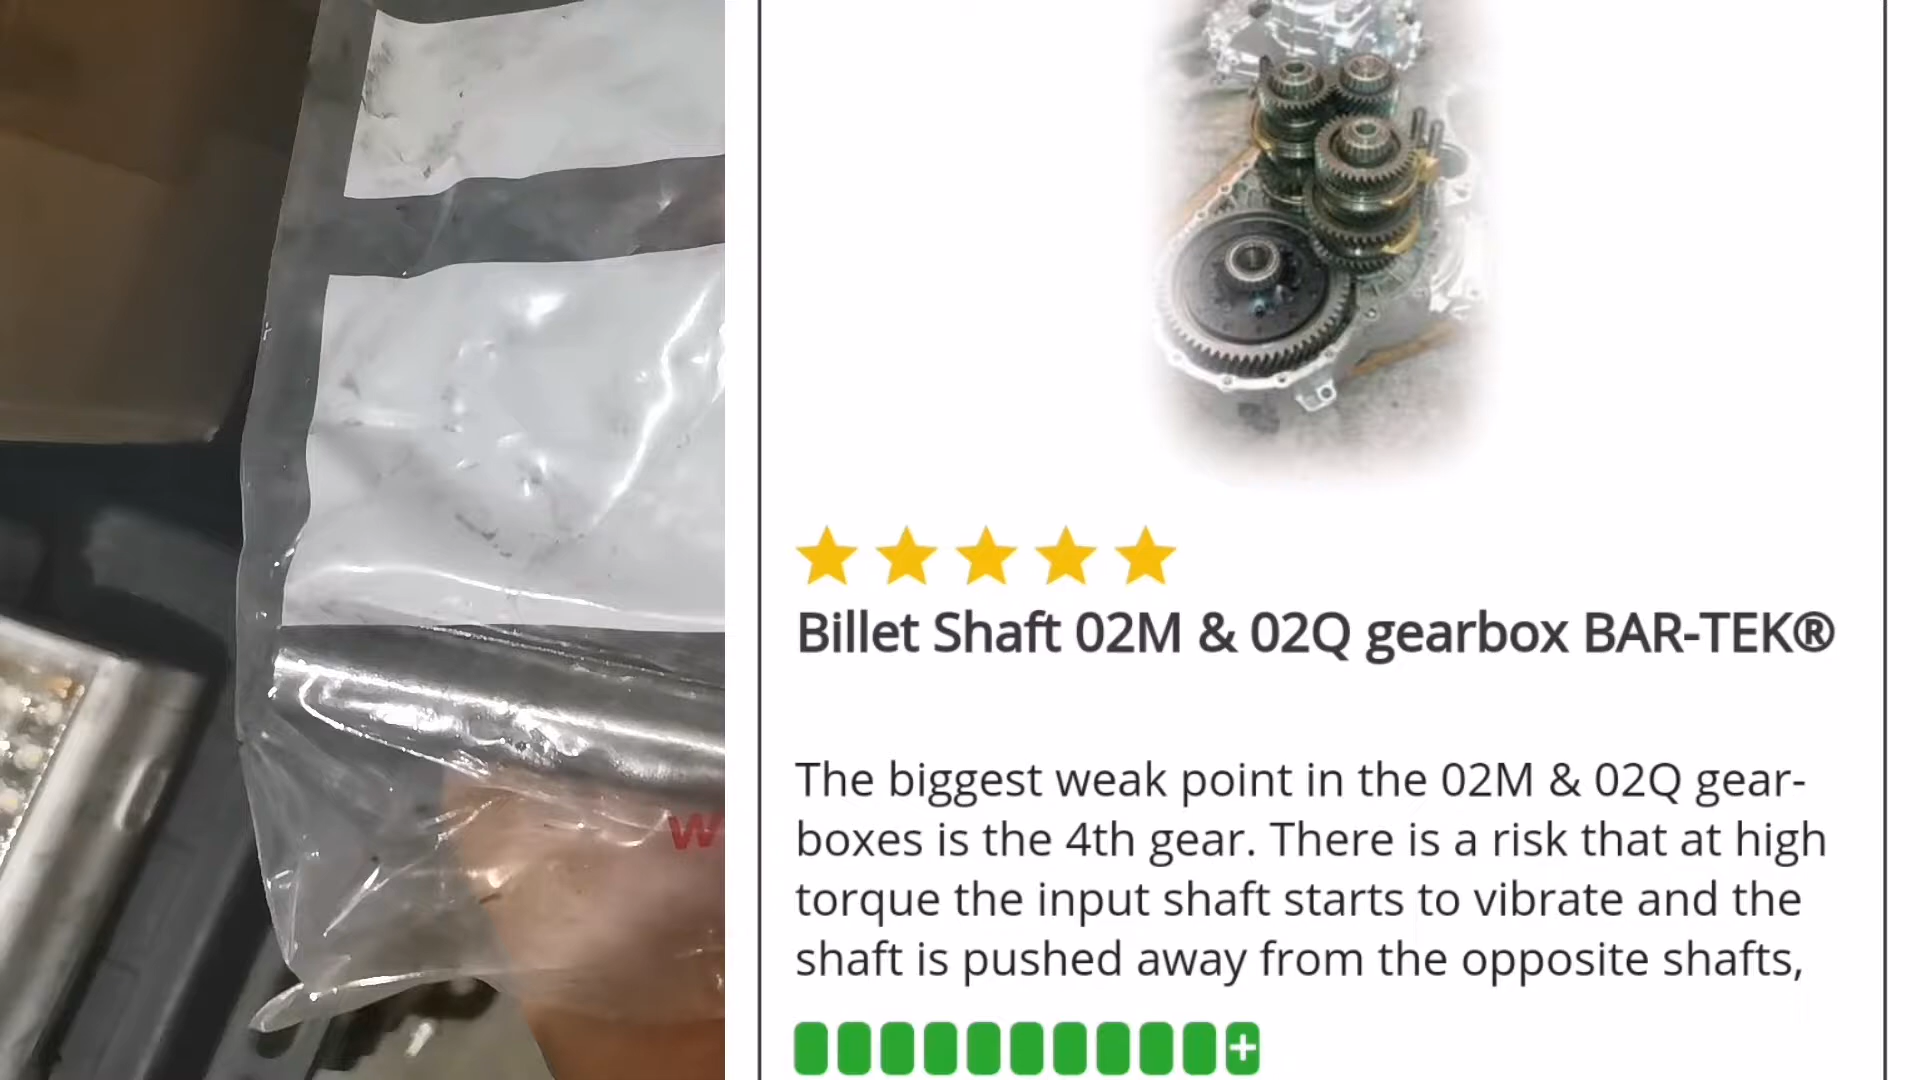 W
Billet Shaft 02M & 02Q gearbox BAR-TEK®
The biggest weak point in the 02M & 02Q gear-
boxes is the 4th gear. There is a risk that at high
torque the input shaft starts to vibrate and the
shaft is pushed away from the opposite shafts,
+